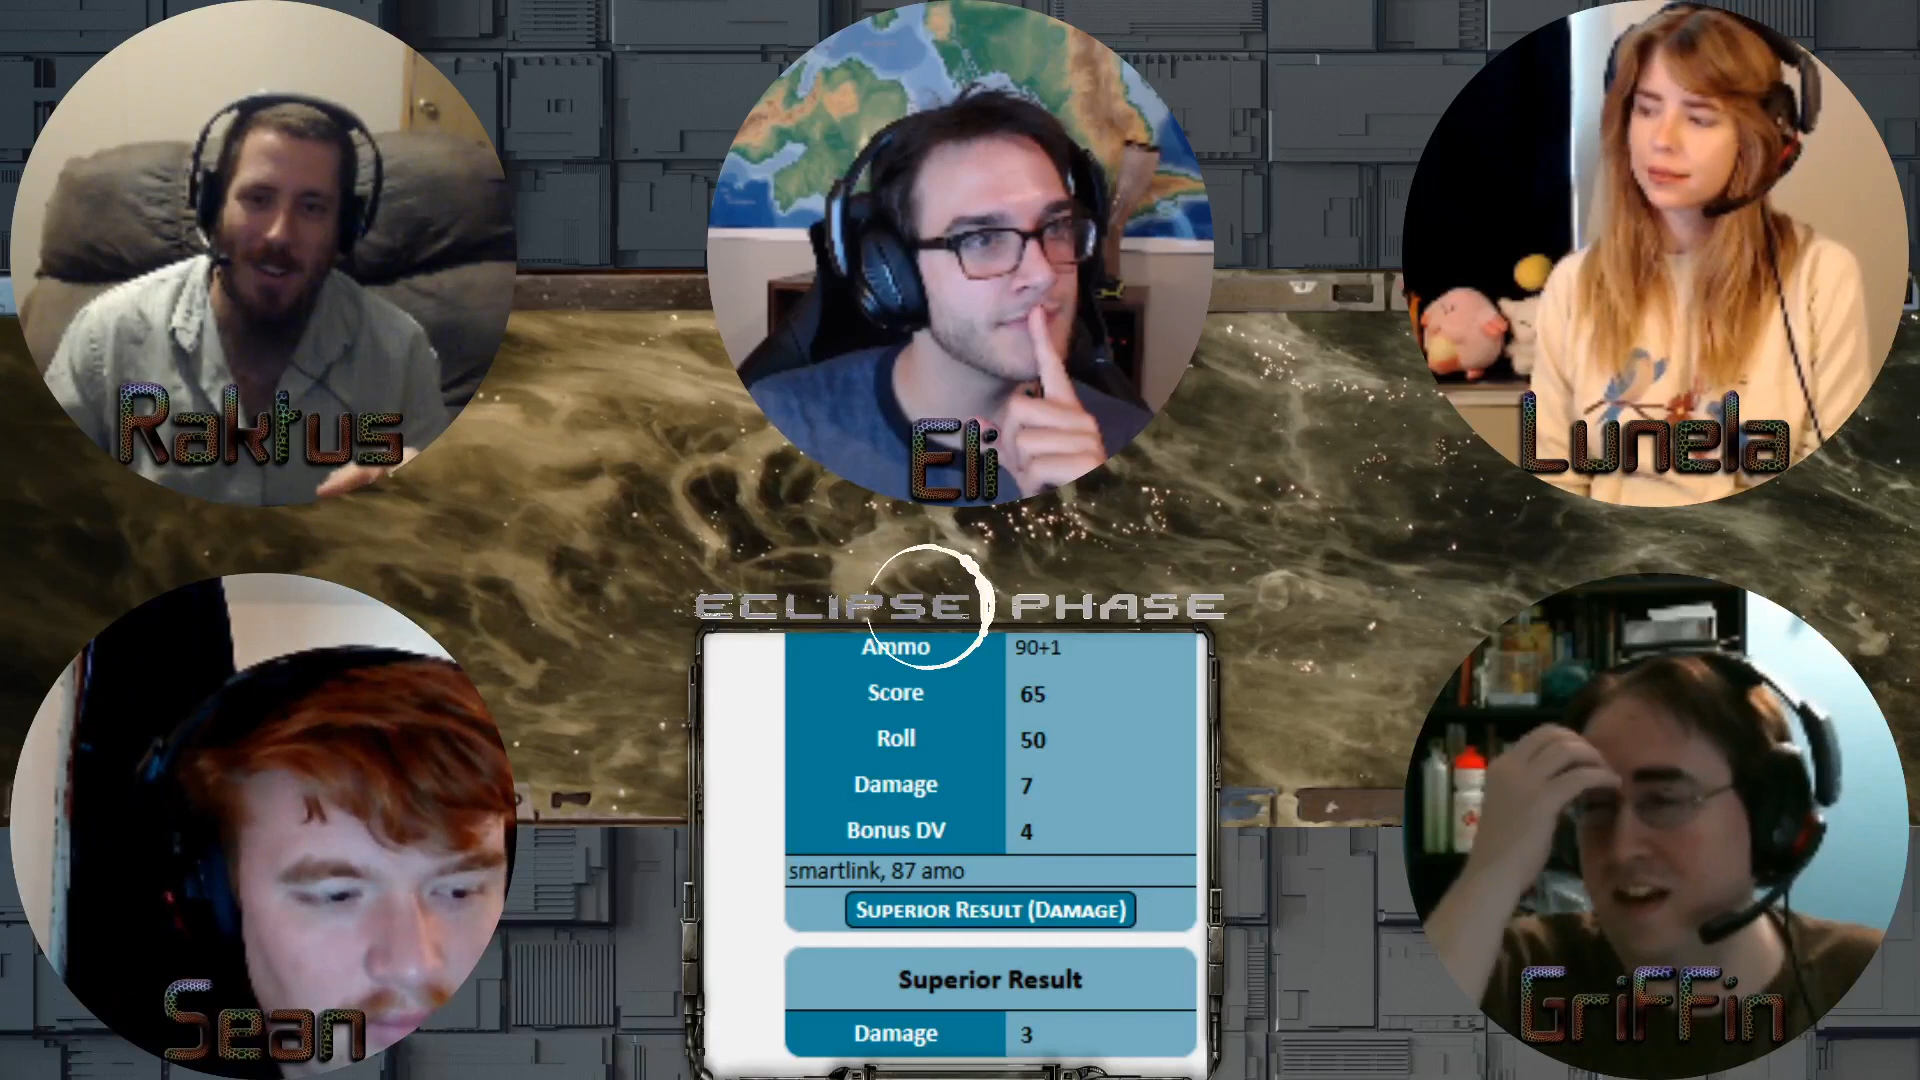 Raktus
Eli
Lunela
ECLIPSE PHASE
Ammo 90+1
Score 65
Roll 50
Damage 7
Bonus DV 4
smartlink, 87 amo
SUPERIOR RESULT (DAMAGE)
Superior Result
Damage 3
Sean
GriFFin